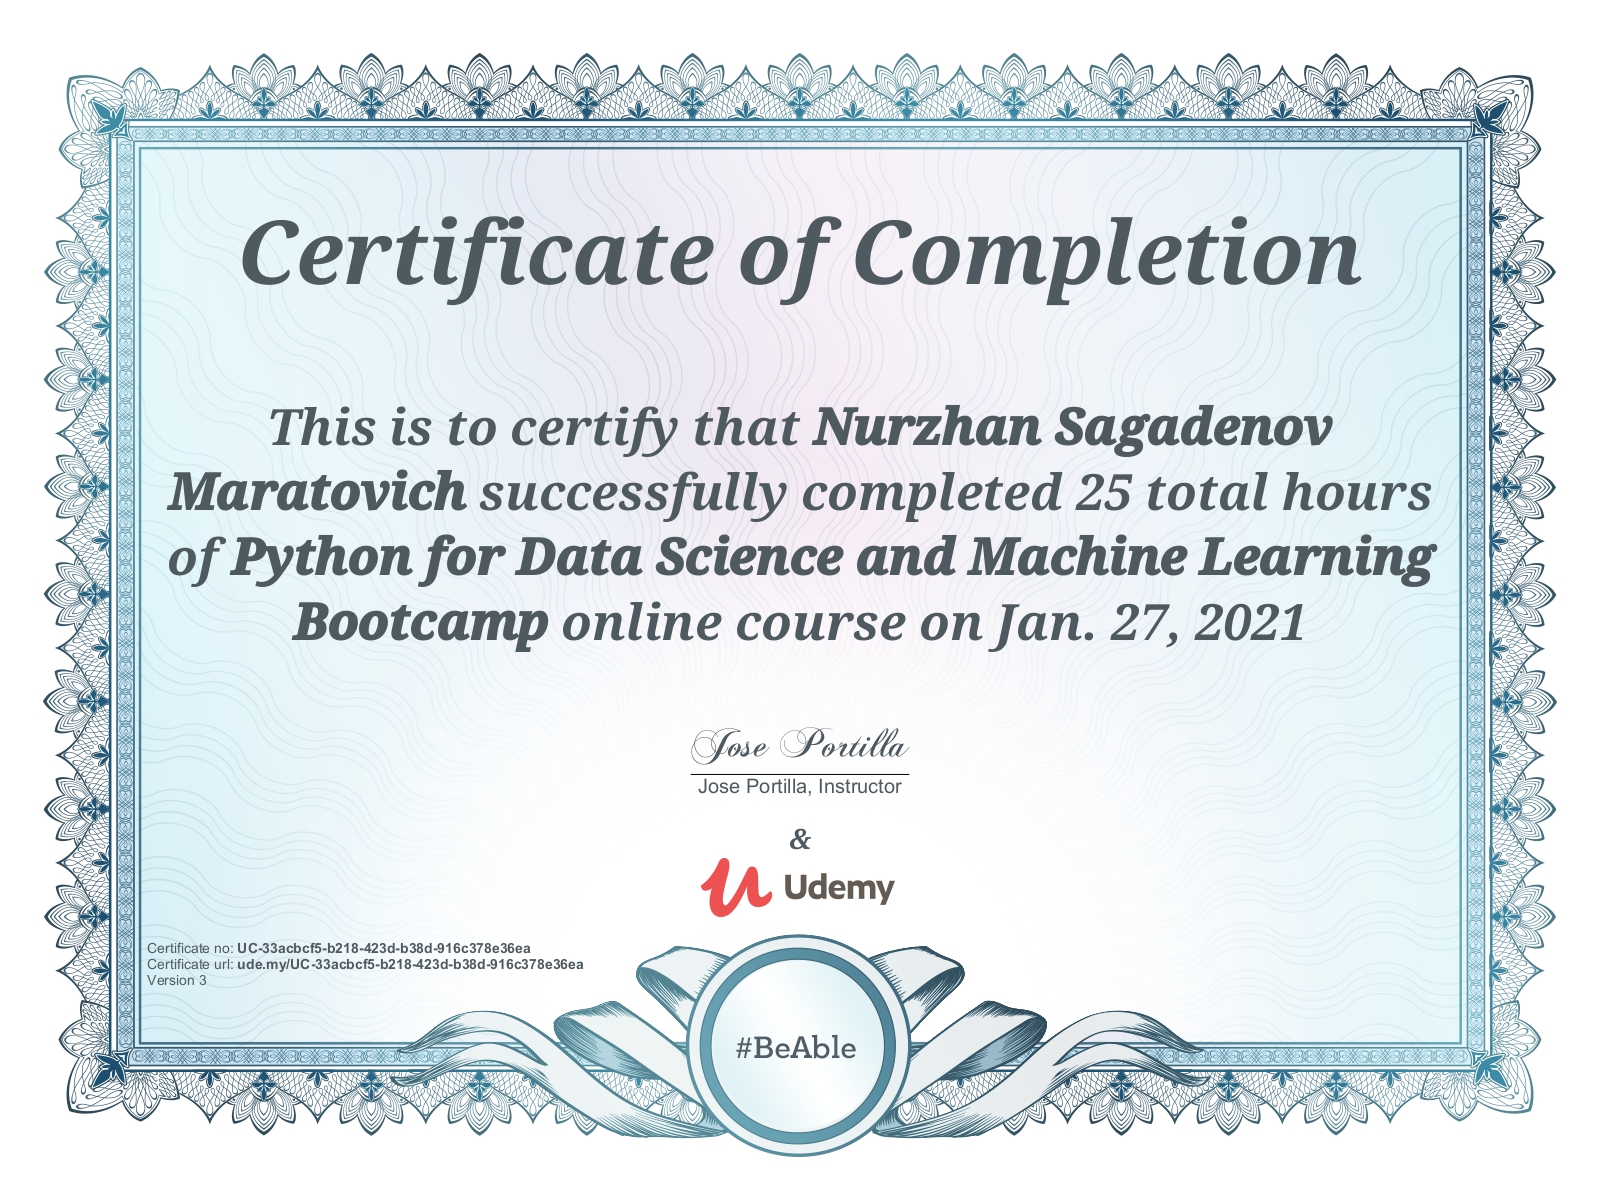 Certificate of Completion
This is to certify that Nurzhan Sagadenov
Maratovich successfully completed 25 total hours
of Python for Data Science and Machine Learning
Bootcamp online course on Jan. 27, 2021
Jose Portilla
Jose Portilla, Instructor
&
Udemy
Certificate no: UC-33acbcf5-b218-423d-b38d-916c378e36ea
Certificate url: ude.my/UC-33acbcf5-b218-423d-b38d-916c378e36ea
Version 3
#BeAble